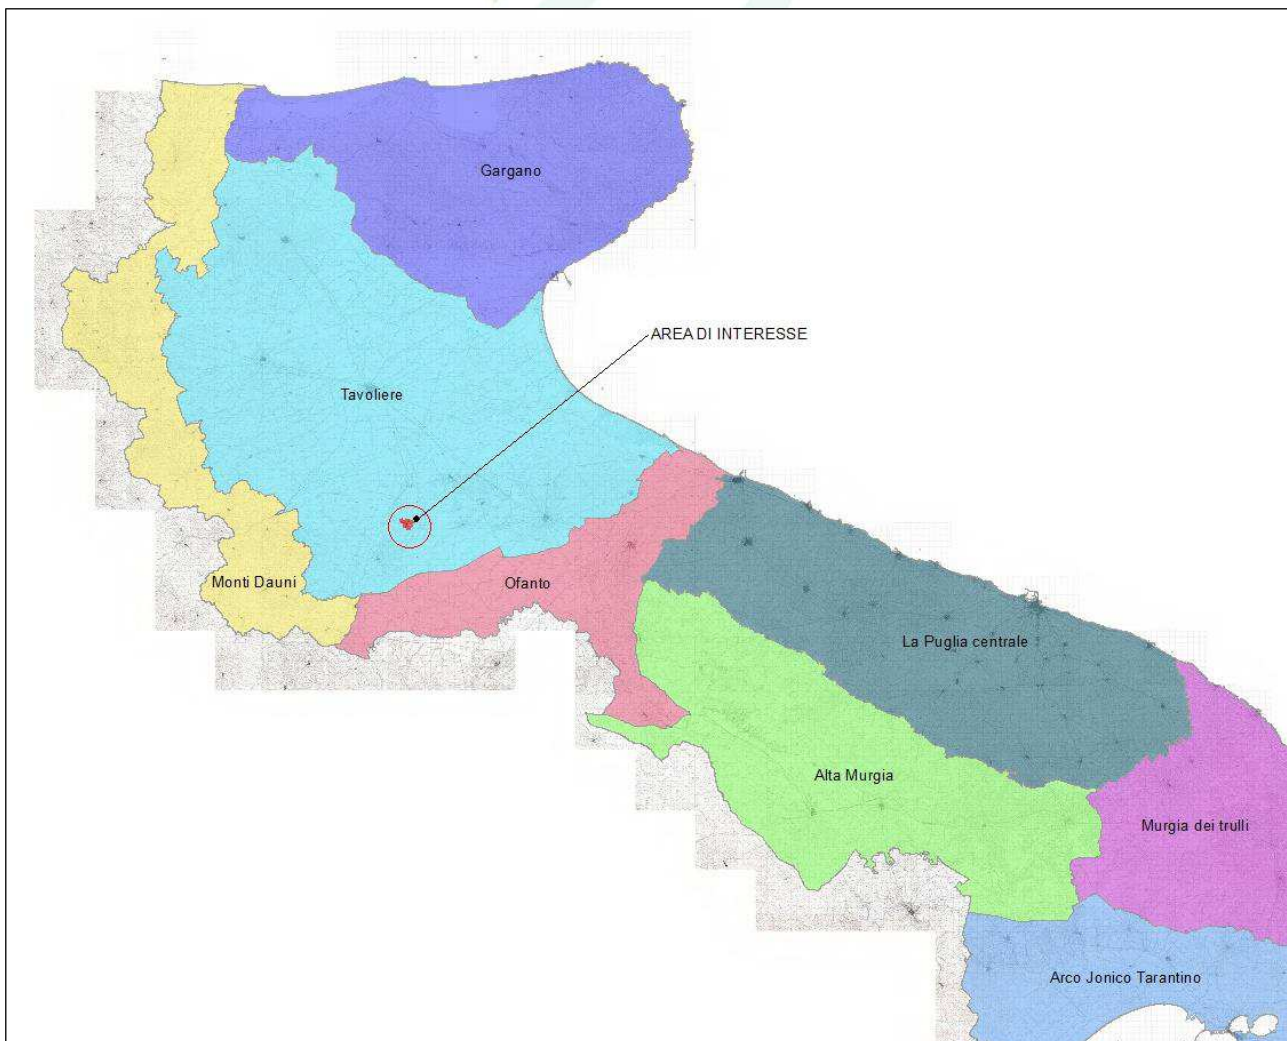 Gargano
AREA DI INTERESSE
Tavoliere
Monti Dauni
Ofanto
La Puglia centrale
Alta Murgia
Murgia dei trulli
Arco Jonico Tarantino